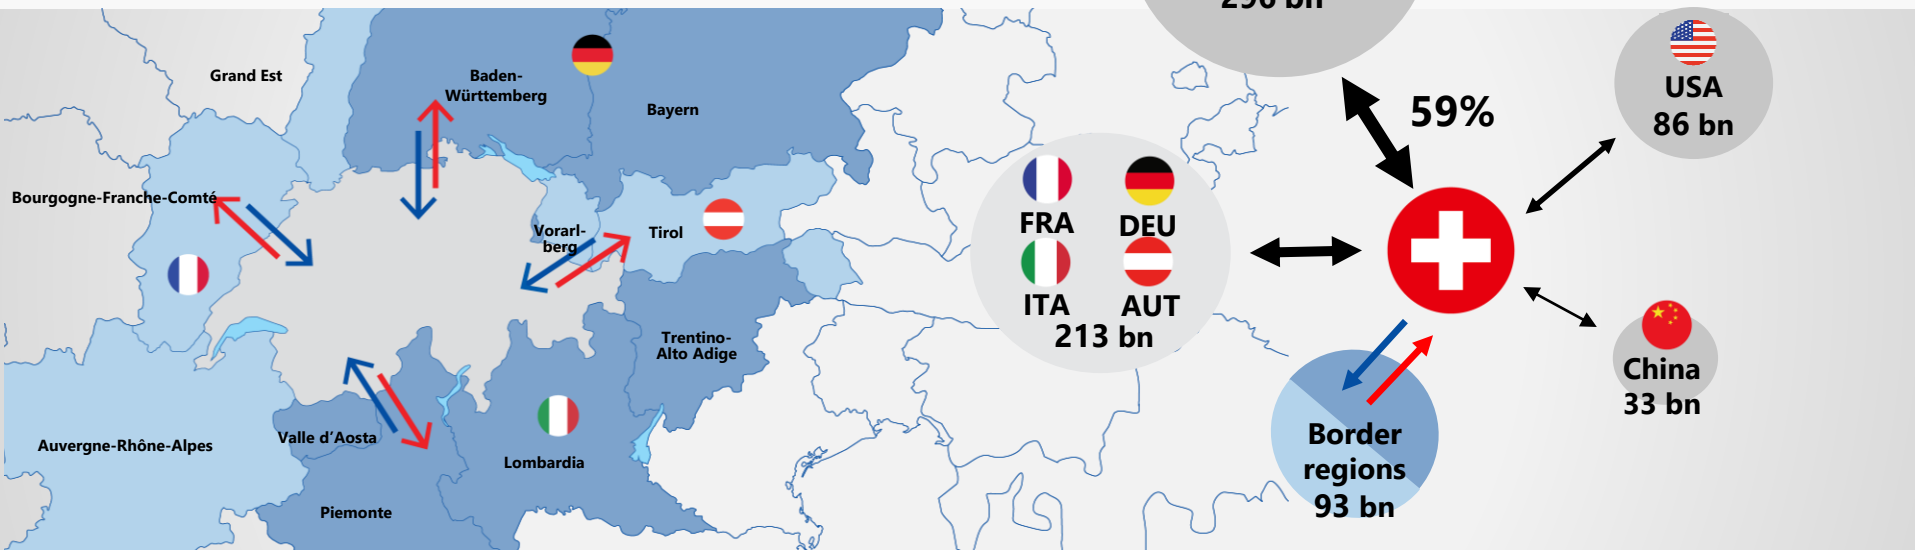 296 bn
59%
USA
86 bn
Grand Est
Baden-
Württemberg
Bayern
Bourgogne-Franche-Comté
Vorarl-
berg
Tirol
FRA
DEU
ITA
AUT
213 bn
Trentino-
Alto Adige
China
33 bn
Auvergne-Rhône-Alpes
Valle d’Aosta
Lombardia
Piemonte
Border
regions
93 bn